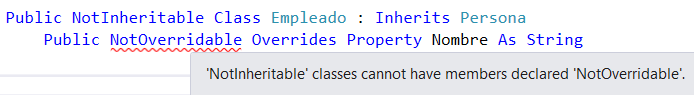 Public NotInheritable Class Empleado : Inherits Persona
Public NotOverridable Overrides Property Nombre As String
'NotInheritable' classes cannot have members declared 'NotOverridable'.